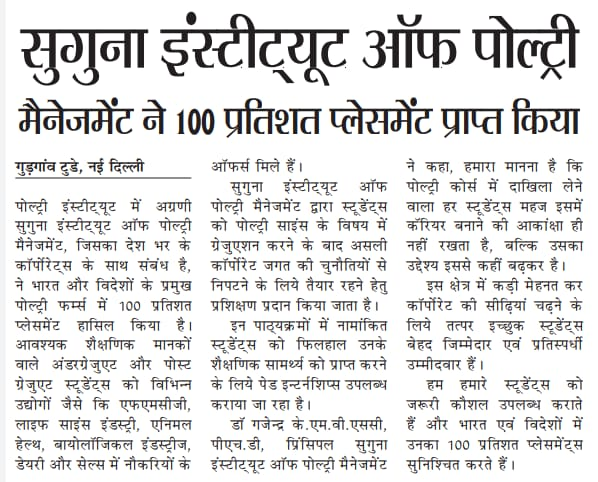 सुगुना इंस्टीट्यूट ऑफ पोल्ट्री
मैनेजमेंट ने 100 प्रतिशत प्लेसमेंट प्राप्त किया
गुड़गांव टुडे, नई दिल्ली
पोल्ट्री इंस्टीट्यूट में अग्रणी
सुगुना इंस्टीट्यूट ऑफ पोल्ट्री
मैनेजमेंट, जिसका देश भर के
कॉर्पोरेट्स के साथ संबंध है,
ने भारत और विदेशों के प्रमुख
पोल्ट्री फर्म्स में 100 प्रतिशत
प्लेसमेंट हासिल किया है।
आवश्यक शैक्षणिक मानकों
वाले अंडरग्रेजुएट और पोस्ट
ग्रेजुएट स्टूडेंट्स को विभिन्न
उद्योगों जैसे कि एफएमसीजी,
लाइफ साइंस इंडस्ट्री, एनिमल
हेल्थ, बायोलॉजिकल इंडस्ट्रीज,
डेयरी और सेल्स में नौकरियों के
ऑफर्स मिले हैं।
सुगुना इंस्टीट्यूट ऑफ
पोल्ट्री मैनेजमेंट द्वारा स्टूडेंट्स
को पोल्ट्री साइंस के विषय में
ग्रेजुएशन करने के बाद असली
कॉर्पोरेट जगत की चुनौतियों से
निपटने के लिये तैयार रहने हेतु
प्रशिक्षण प्रदान किया जाता है।
इन पाठ्यक्रमों में नामांकित
स्टूडेंट्स को फिलहाल उनके
शैक्षणिक सामर्थ्य को प्राप्त करने
के लिये पेड इन्टर्नशिप्स उपलब्ध
कराया जा रहा है।
डॉ गजेन्द्र के.एम.वी.एससी,
पीएच.डी, प्रिंसिपल सुगुना
इंस्टीट्यूट ऑफ पोल्ट्री मैनेजमेंट
ने कहा, हमारा मानना है कि
पोल्ट्री कोर्स में दाखिला लेने
वाला हर स्टूडेंट्स महज इसमें
कॅरियर बनाने की आकांक्षा ही
नहीं रखता है, बल्कि उसका
उद्देश्य इससे कहीं बढ़कर है।
इस क्षेत्र में कड़ी मेहनत कर
कॉर्पोरेट की सीढ़ियां चढ़ने के
लिये तत्पर इच्छुक स्टूडेंट्स
बेहद जिम्मेदार एवं प्रतिस्पर्धी
उम्मीदवार हैं।
हम हमारे स्टूडेंट्स को
जरूरी कौशल उपलब्ध कराते
हैं और भारत एवं विदेशों में
उनका 100 प्रतिशत प्लेसमेंट्स
सुनिश्चित करते हैं।